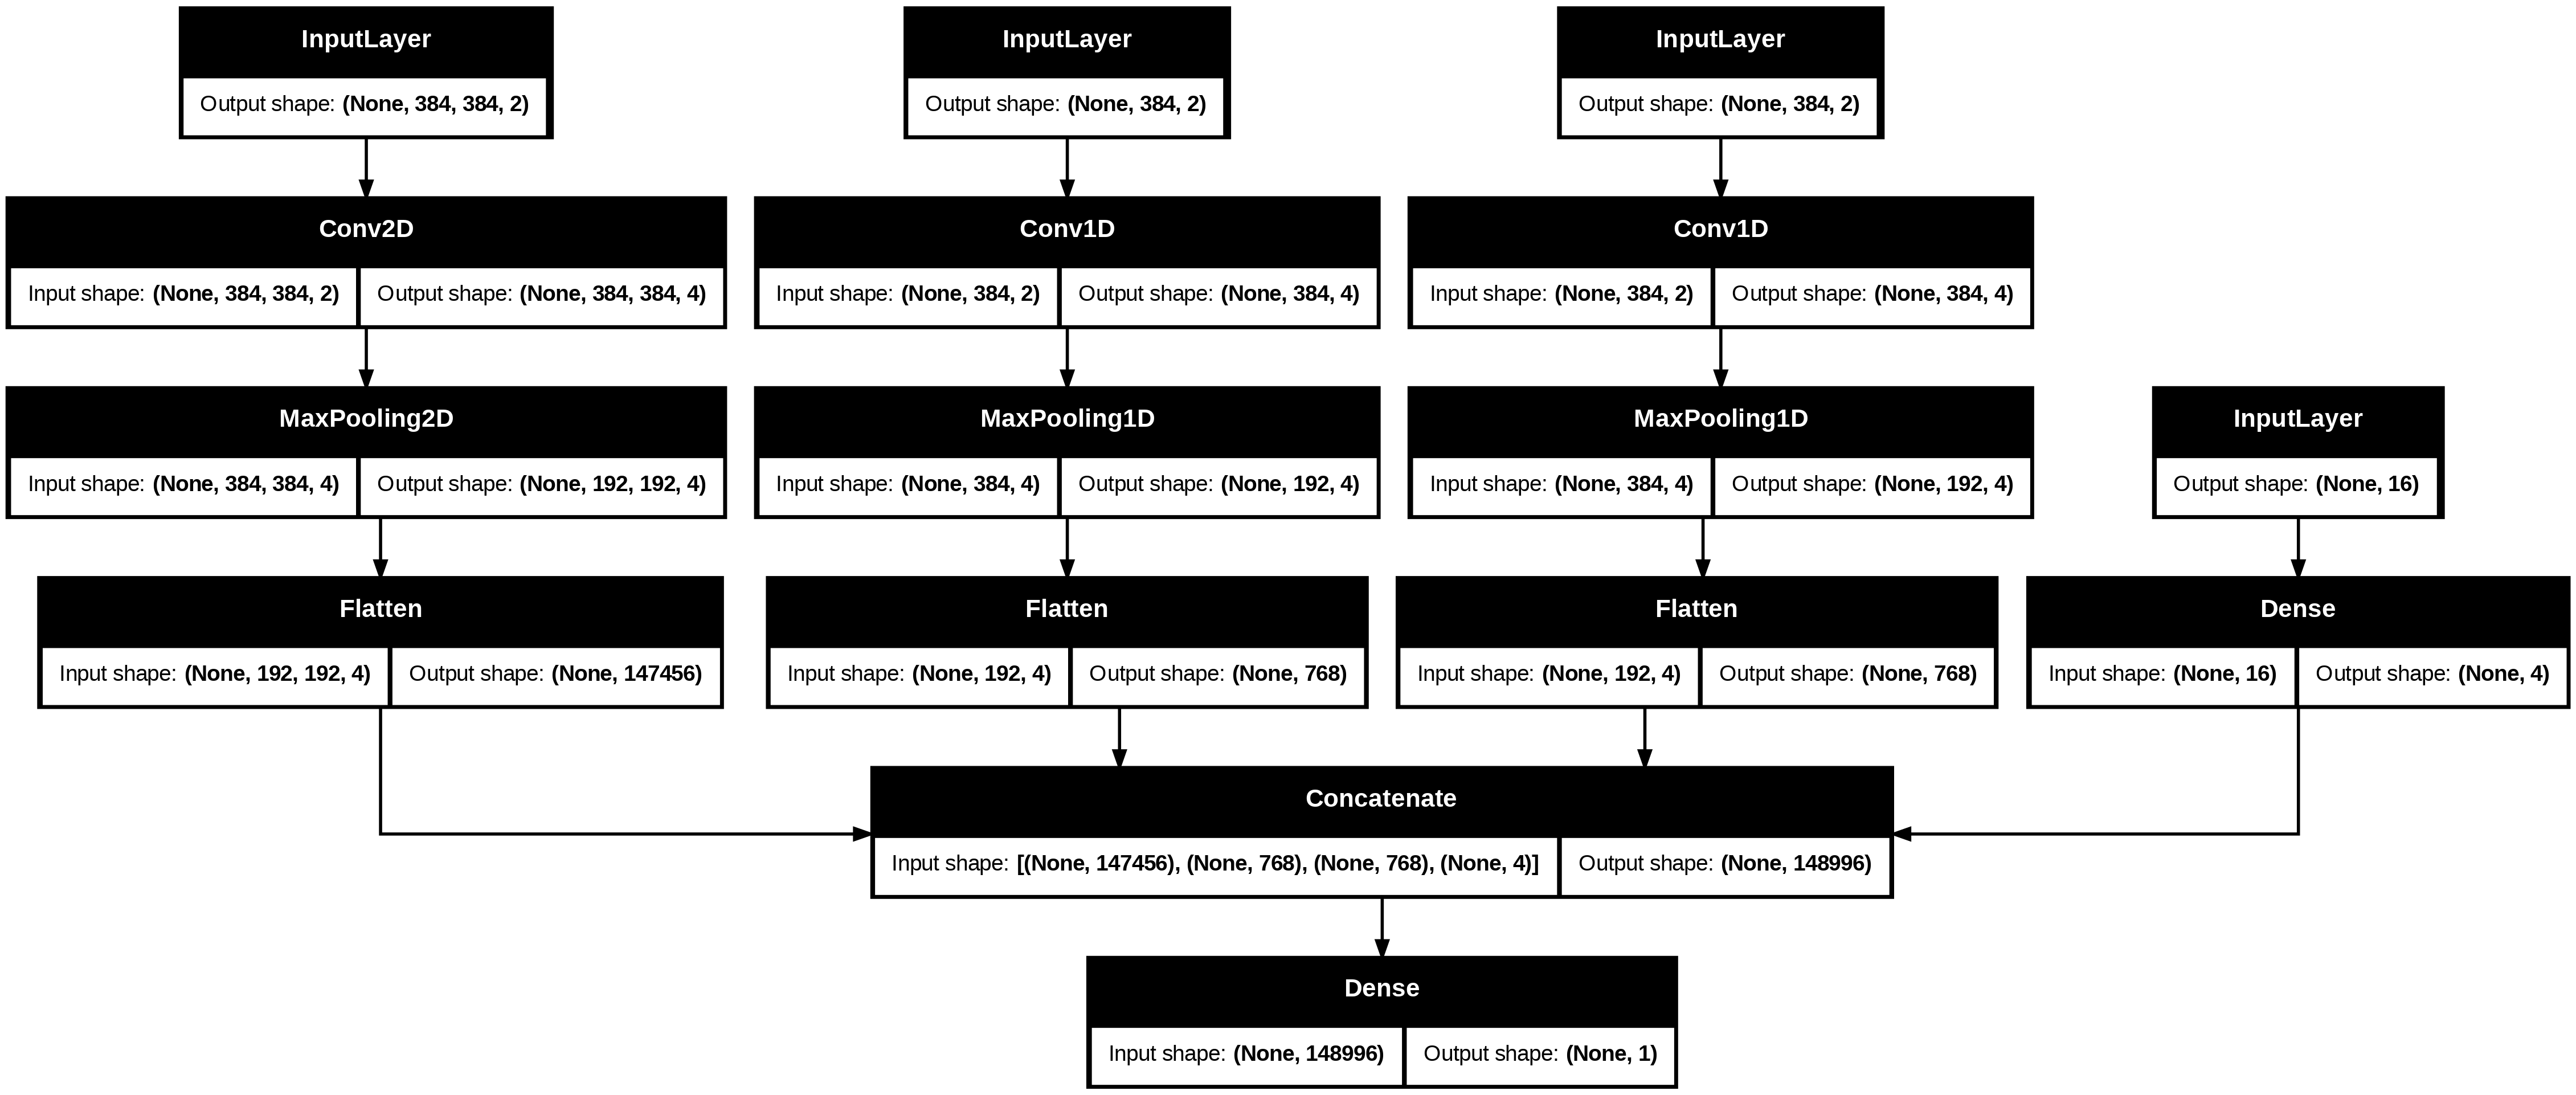 InputLayer
Output shape: (None, 384, 384, 2)
InputLayer
Output shape: (None, 384, 2)
InputLayer
Output shape: (None, 384, 2)
Conv2D
Input shape: (None, 384, 384, 2) Output shape: (None, 384, 384, 4)
Conv1D
Input shape: (None, 384, 2) Output shape: (None, 384, 4)
Conv1D
Input shape: (None, 384, 2) Output shape: (None, 384, 4)
MaxPooling2D
Input shape: (None, 384, 384, 4) Output shape: (None, 192, 192, 4)
MaxPooling1D
Input shape: (None, 384, 4) Output shape: (None, 192, 4)
MaxPooling1D
Input shape: (None, 384, 4) Output shape: (None, 192, 4)
InputLayer
Output shape: (None, 16)
Flatten
Input shape: (None, 192, 192, 4) Output shape: (None, 147456)
Flatten
Input shape: (None, 192, 4) Output shape: (None, 768)
Flatten
Input shape: (None, 192, 4) Output shape: (None, 768)
Dense
Input shape: (None, 16) Output shape: (None, 4)
Concatenate
Input shape: [(None, 147456), (None, 768), (None, 768), (None, 4)] Output shape: (None, 148996)
Dense
Input shape: (None, 148996) Output shape: (None, 1)